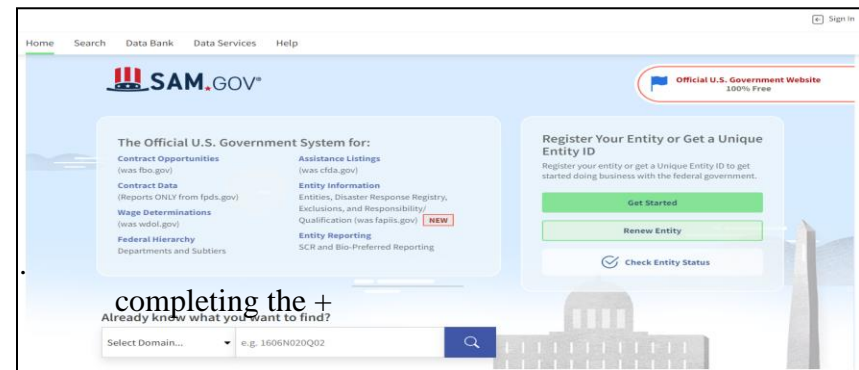 Sign In
Home Search Data Bank Data Services Help
SAM.GOV®
Official U.S. Government Website
100% Free
The Official U.S. Government System for:
Contract Opportunities
(was fbo.gov)
Contract Data
(Reports ONLY from fpds.gov)
Wage Determinations
(was wdol.gov)
Federal Hierarchy
Departments and Subtiers
Assistance Listings
(was cfda.gov)
Entity Information
Entities, Disaster Response Registry,
Exclusions, and Responsibility/
Qualification (was fapiis.gov) NEW
Entity Reporting
SCR and Bio-Preferred Reporting
Register Your Entity or Get a Unique
Entity ID
Register your entity or get a Unique Entity ID to get
started doing business with the federal government.
Get Started
Renew Entity
Check Entity Status
.
completing the +
Already know what you want to find?
Select Domain... e.g. 1606N020Q02